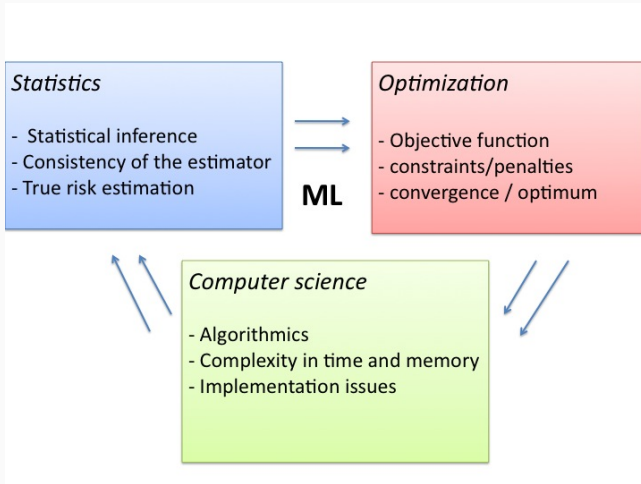 Statistics
- Statistical inference
- Consistency of the estimator
- True risk estimation
Optimization
- Objective function
- constraints/penalties
- convergence / optimum
ML
Computer science
- Algorithmics
- Complexity in time and memory
- Implementation issues